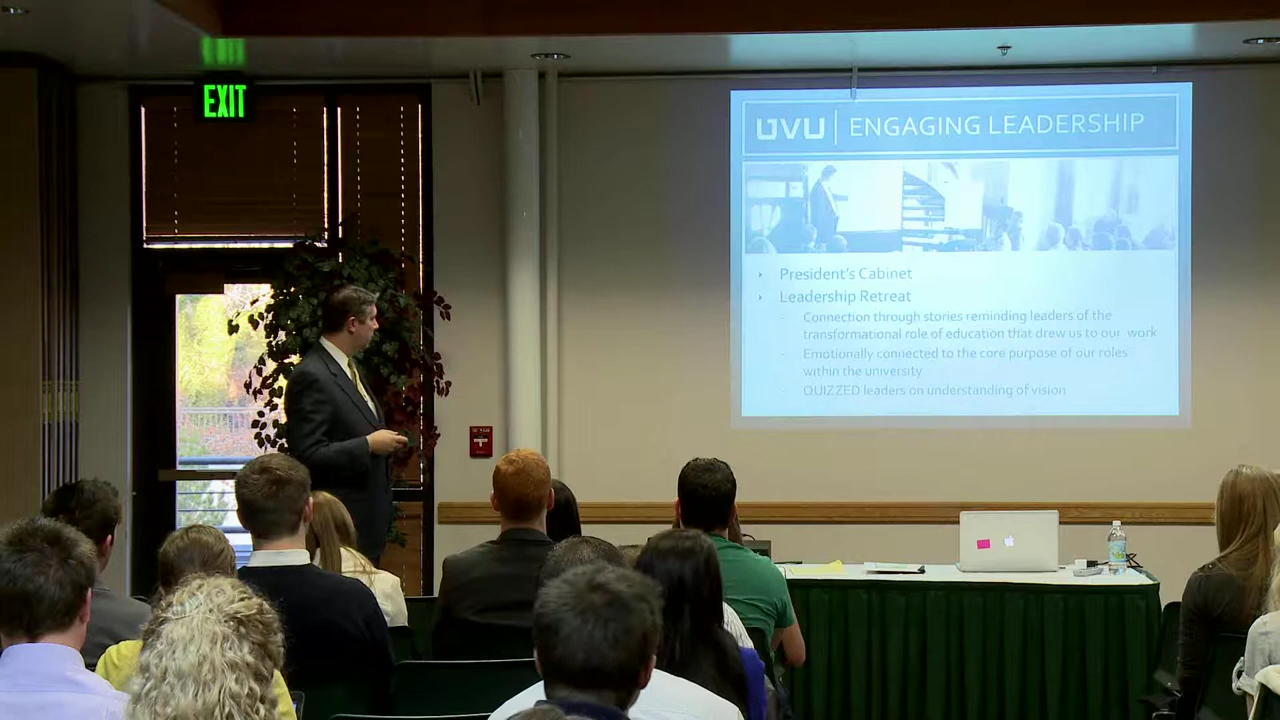 EXIT
UVU | ENGAGING LEADERSHIP
President's Cabinet
Leadership Retreat
Connection through stories reminding leaders of the
transformational role of education that drew us to our work
Emotionally connected to the core purpose of our roles
within the university
QUIZZED leaders on understanding of vision